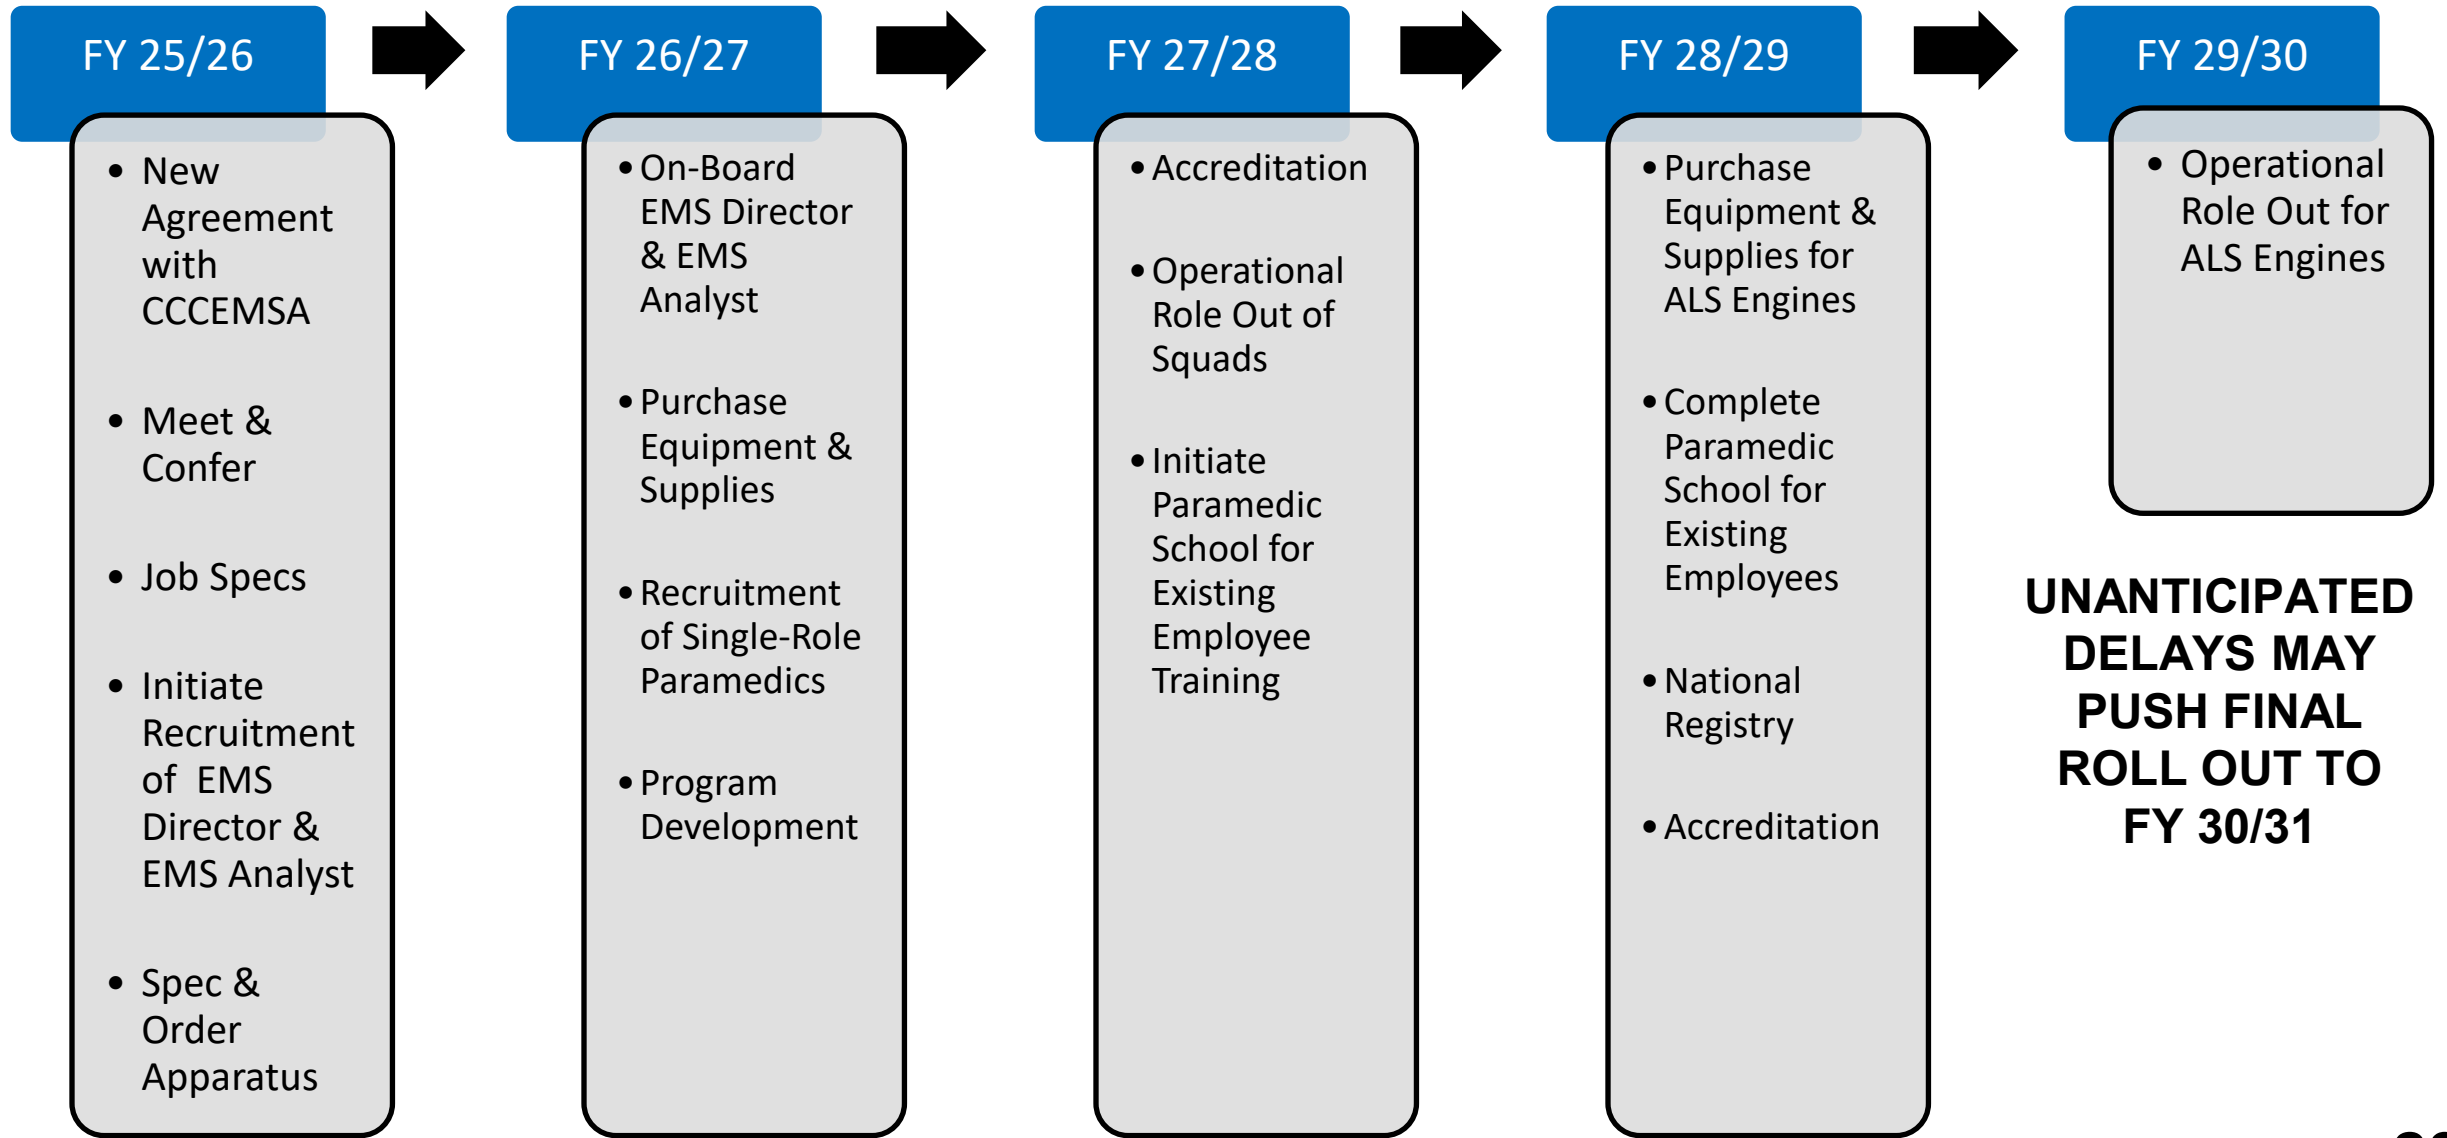 FY 25/26
• New
Agreement
with
CCCEMSA
• Meet &
Confer
• Job Specs
• Initiate
Recruitment
of  EMS
Director &
EMS Analyst
• Spec &
Order
Apparatus
FY 26/27
• On-Board
EMS Director
& EMS
Analyst
• Purchase
Equipment &
Supplies
• Recruitment
of Single-Role
Paramedics
• Program
Development
FY 27/28
• Accreditation
• Operational
Role Out of
Squads
• Initiate
Paramedic
School for
Existing
Employee
Training
FY 28/29
• Purchase
Equipment &
Supplies for
ALS Engines
• Complete
Paramedic
School for
Existing
Employees
• National
Registry
• Accreditation
FY 29/30
• Operational
Role Out for
ALS Engines
UNANTICIPATED
DELAYS MAY
PUSH FINAL
ROLL OUT TO
FY 30/31